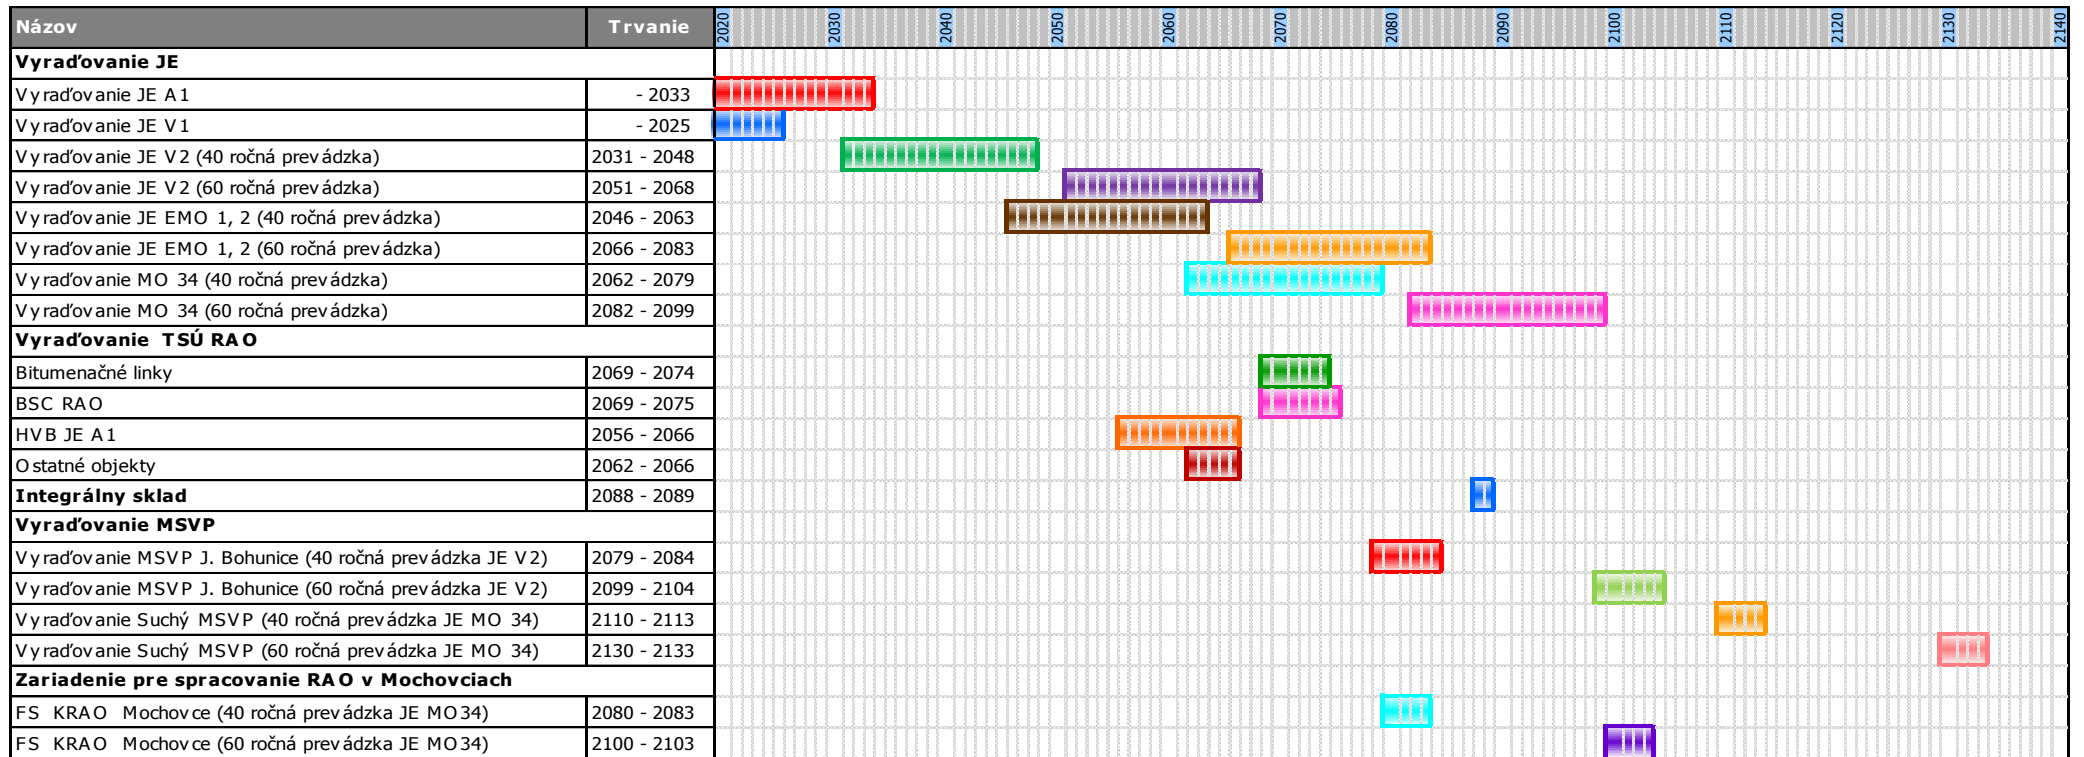 Názov Trvanie 2020 2030 2040 2050 2060 2070 2080 2090 2100 2110 2120 2130 2140
Vyraďovanie JE
Vyraďovanie JE A1 - 2033
Vyraďovanie JE V1 - 2025
Vyraďovanie JE V2 (40 ročná prevádzka) 2031 - 2048
Vyraďovanie JE V2 (60 ročná prevádzka) 2051 - 2068
Vyraďovanie JE EMO 1, 2 (40 ročná prevádzka) 2046 - 2063
Vyraďovanie JE EMO 1, 2 (60 ročná prevádzka) 2066 - 2083
Vyraďovanie MO 34 (40 ročná prevádzka) 2062 - 2079
Vyraďovanie MO 34 (60 ročná prevádzka) 2082 - 2099
Vyraďovanie TSÚ RAO
Bitumenačné linky 2069 - 2074
BSC RAO 2069 - 2075
HVB JE A1 2056 - 2066
Ostatné objekty 2062 - 2066
Integrálny sklad 2088 - 2089
Vyraďovanie MSVP
Vyraďovanie MSVP J. Bohunice (40 ročná prevádzka JE V2) 2079 - 2084
Vyraďovanie MSVP J. Bohunice (60 ročná prevádzka JE V2) 2099 - 2104
Vyraďovanie Suchý MSVP (40 ročná prevádzka JE MO 34) 2110 - 2113
Vyraďovanie Suchý MSVP (60 ročná prevádzka JE MO 34) 2130 - 2133
Zariadenie pre spracovanie RAO v Mochovciach
FS KRAO Mochovce (40 ročná prevádzka JE MO34) 2080 - 2083
FS KRAO Mochovce (60 ročná prevádzka JE MO34) 2100 - 2103